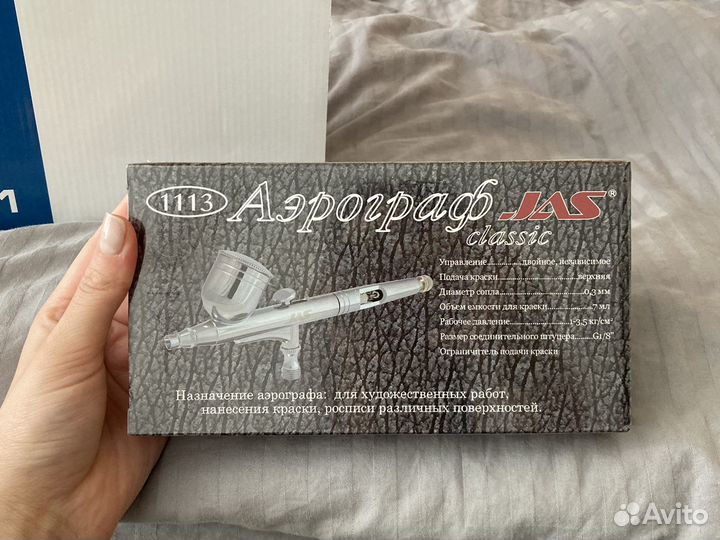 1113 Аэрограф JAS®
classic
Управление...............двойное, независимое
Подача краски.........................верхняя
Диаметр сопла........................0,3 мм
Объем емкости для краски..............7 мл
Рабочее давление..............1-3,5 кг/см²
Размер соединительного штуцера......G1/8"
Ограничитель подачи краски
JAS
Назначение аэрографа: для художественных работ,
нанесения краски, росписи различных поверхностей.
1
Avito